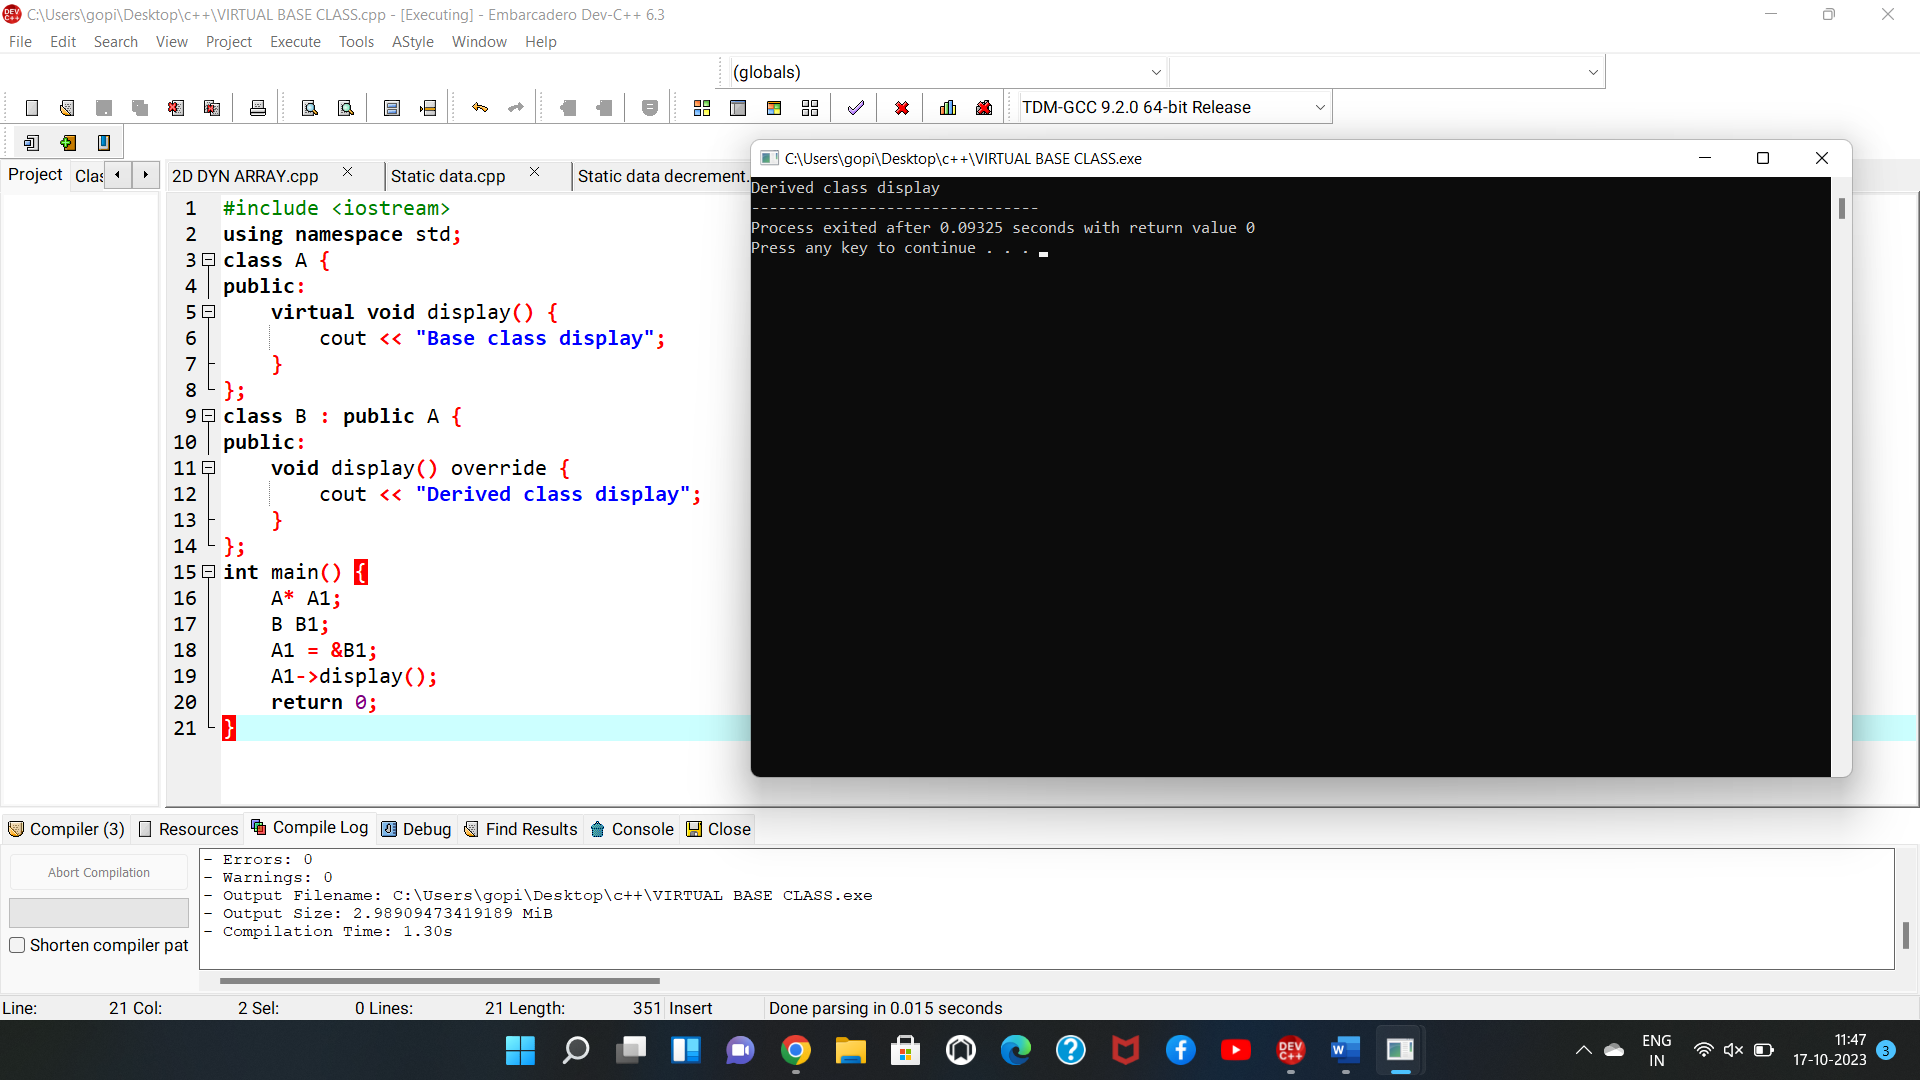 C:\Users\gopi\Desktop\c++\VIRTUAL BASE CLASS.cpp - [Executing] - Embarcadero Dev-C++ 6.3
File Edit Search View Project Execute Tools AStyle Window Help
(globals)
TDM-GCC 9.2.0 64-bit Release
Project Clas 2D DYN ARRAY.cpp Static data.cpp Static data decrement.
C:\Users\gopi\Desktop\c++\VIRTUAL BASE CLASS.exe
Derived class display
--------------------------------
Process exited after 0.09325 seconds with return value 0
Press any key to continue . . .
1 #include <iostream>
2 using namespace std;
3 class A {
4 public:
5 virtual void display() {
6 cout << "Base class display";
7 }
8 };
9 class B : public A {
10 public:
11 void display() override {
12 cout << "Derived class display";
13 }
14 };
15 int main() {
16 A* A1;
17 B B1;
18 A1 = &B1;
19 A1->display();
20 return 0;
21 }
Compiler (3) Resources Compile Log Debug Find Results Console Close
Abort Compilation
Shorten compiler pat
- Errors: 0
- Warnings: 0
- Output Filename: C:\Users\gopi\Desktop\c++\VIRTUAL BASE CLASS.exe
- Output Size: 2.98909473419189 MiB
- Compilation Time: 1.30s
Line: 21 Col: 2 Sel: 0 Lines: 21 Length: 351 Insert Done parsing in 0.015 seconds
DEV C++
W
ENG
IN
11:47
17-10-2023
3